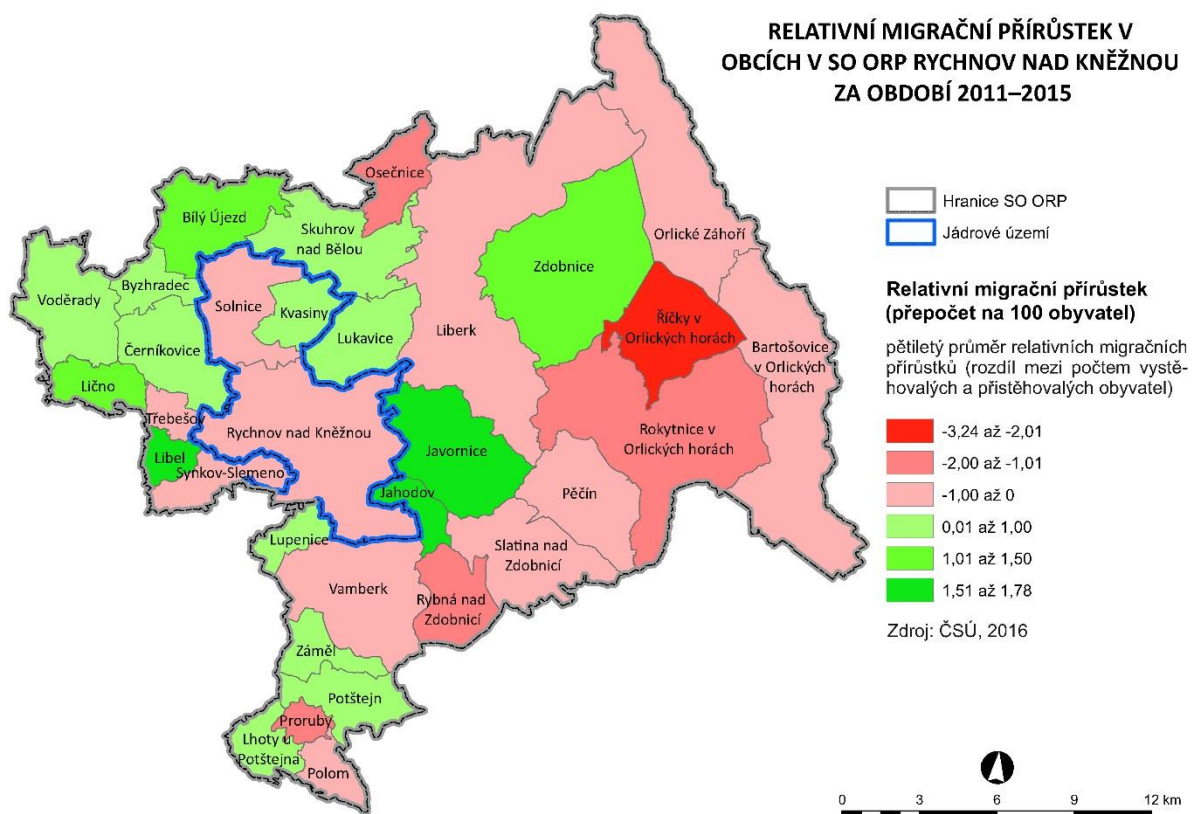 RELATIVNÍ MIGRAČNÍ PŘÍRŮSTEK V
OBCÍCH V SO ORP RYCHNOV NAD KNĚŽNOU
ZA OBDOBÍ 2011–2015
Hranice SO ORP
Jádrové území
Relativní migrační přírůstek
(přepočet na 100 obyvatel)
pětiletý průměr relativních migračních
přírůstků (rozdíl mezi počtem vystě-
hovalých a přistěhovalých obyvatel)
-3,24 až -2,01
-2,00 až -1,01
-1,00 až 0
0,01 až 1,00
1,01 až 1,50
1,51 až 1,78
Zdroj: ČSÚ, 2016
Osečnice
Bílý Újezd
Skuhrov
nad Bělou
Orlické Záhoří
Zdobnice
Voděrady
Byzhradec
Solnice
Kvasiny
Lukavice
Liberk
Říčky v
Orlických horách
Bartošovice
v Orlických
horách
Černíkovice
Lično
Třebešov
Rychnov nad Kněžnou
Javornice
Rokytnice v
Orlických horách
Libel
Synkov-Slemeno
Jahodov
Pěčín
Lupenice
Slatina nad
Zdobnicí
Vamberk
Rybná nad
Zdobnicí
Záměl
Potštejn
Proruby
Lhoty u
Potštejna
Polom
0 3 6 9 12 km